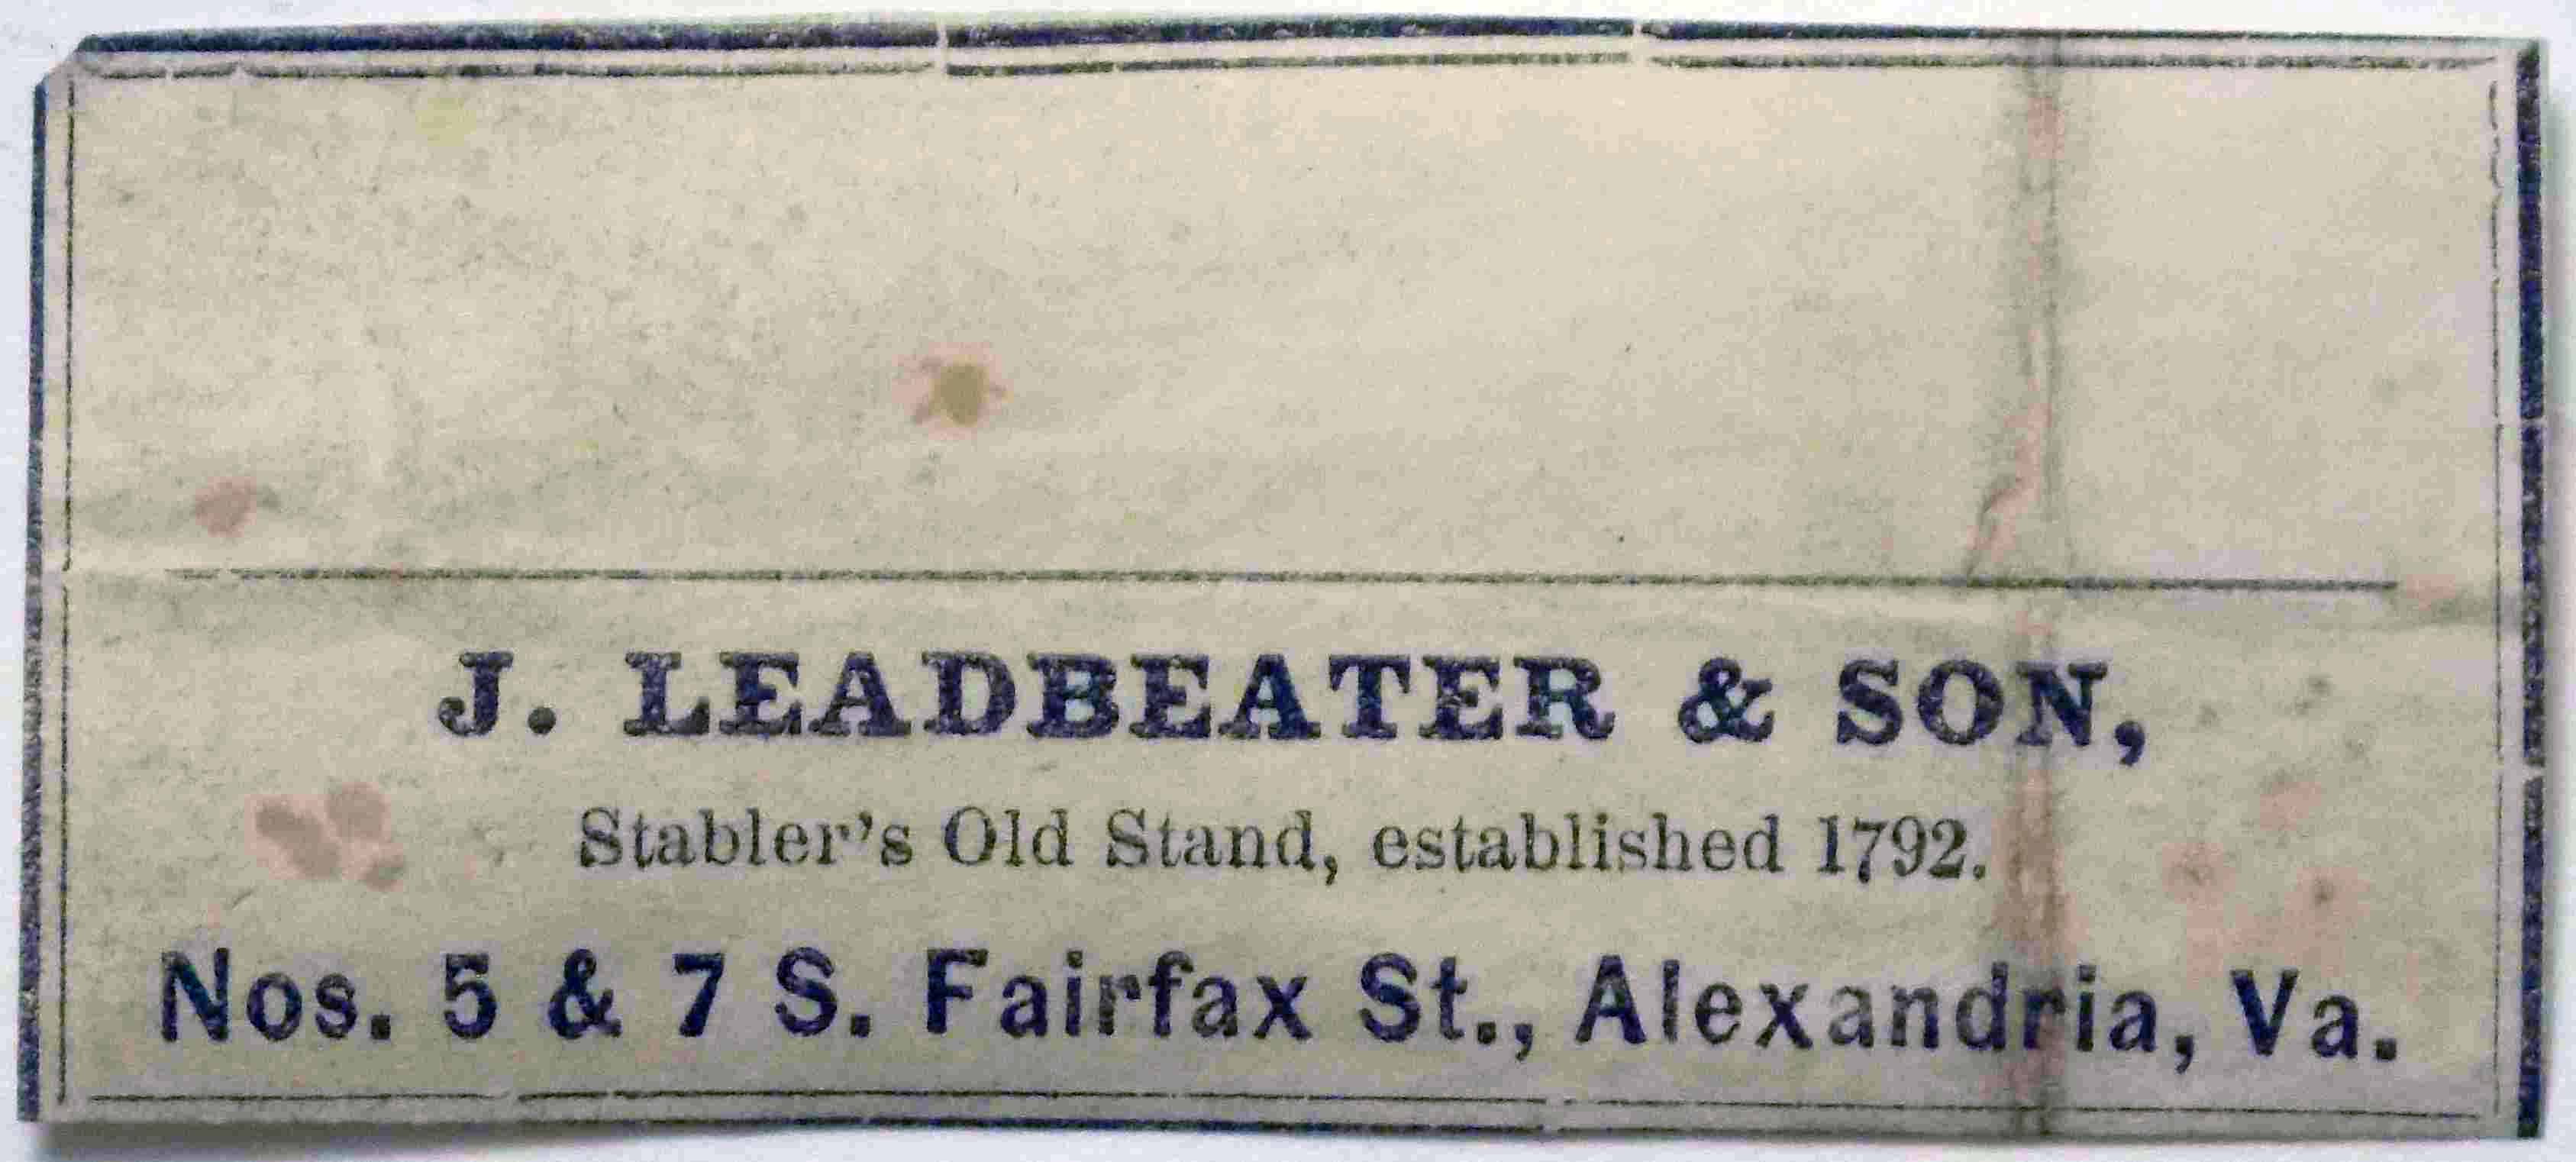 J. LEADBEATER & SON,
Stabler's Old Stand, established 1792.
Nos. 5 & 7 S. Fairfax St., Alexandria, Va.